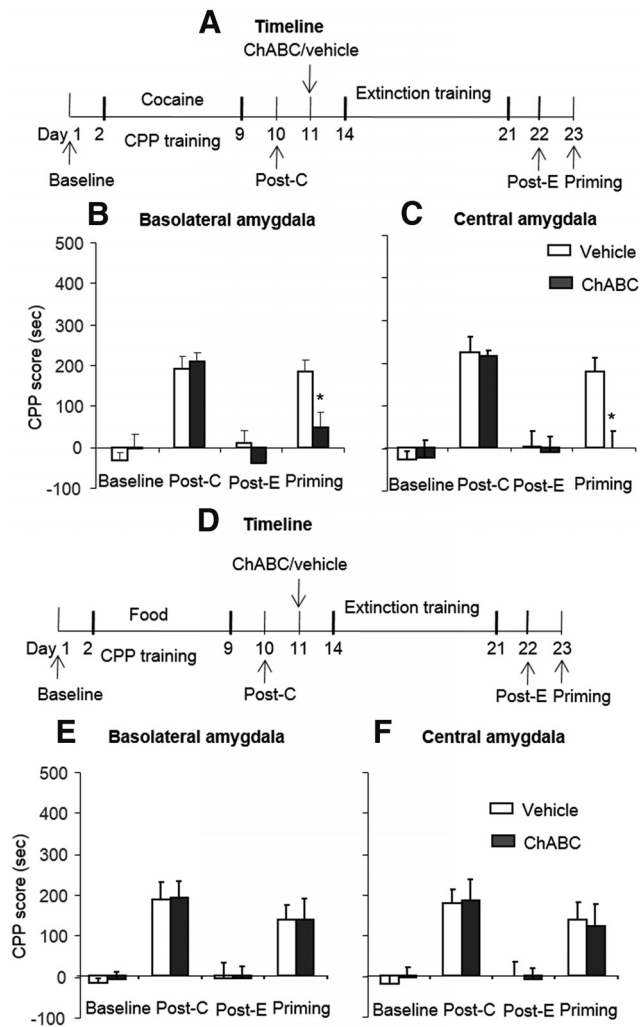 A Timeline
ChABC/vehicle
Cocaine
Extinction training
Day 1 2 9 10 11 14 21 22 23
CPP training
Baseline
Post-C
Post-E Priming
B Basolateral amygdala
C Central amygdala
500
400
300
200
100
0
-100
CPP score (sec)
Vehicle
ChABC
*
*
Baseline Post-C Post-E Priming
Baseline Post-C Post-E Priming
D Timeline
ChABC/vehicle
Food
Extinction training
Day 1 2 9 10 11 14 21 22 23
CPP training
Baseline
Post-C
Post-E Priming
E Basolateral amygdala
F Central amygdala
500
400
300
200
100
0
-100
CPP score (sec)
Vehicle
ChABC
Baseline Post-C Post-E Priming
Baseline Post-C Post-E Priming